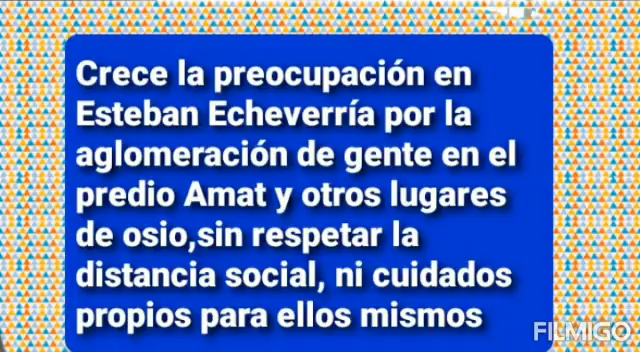 Crece la preocupación en
Esteban Echeverría por la
aglomeración de gente en el
predio Amat y otros lugares
de osio,sin respetar la
distancia social, ni cuidados
propios para ellos mismos
FILMIGO